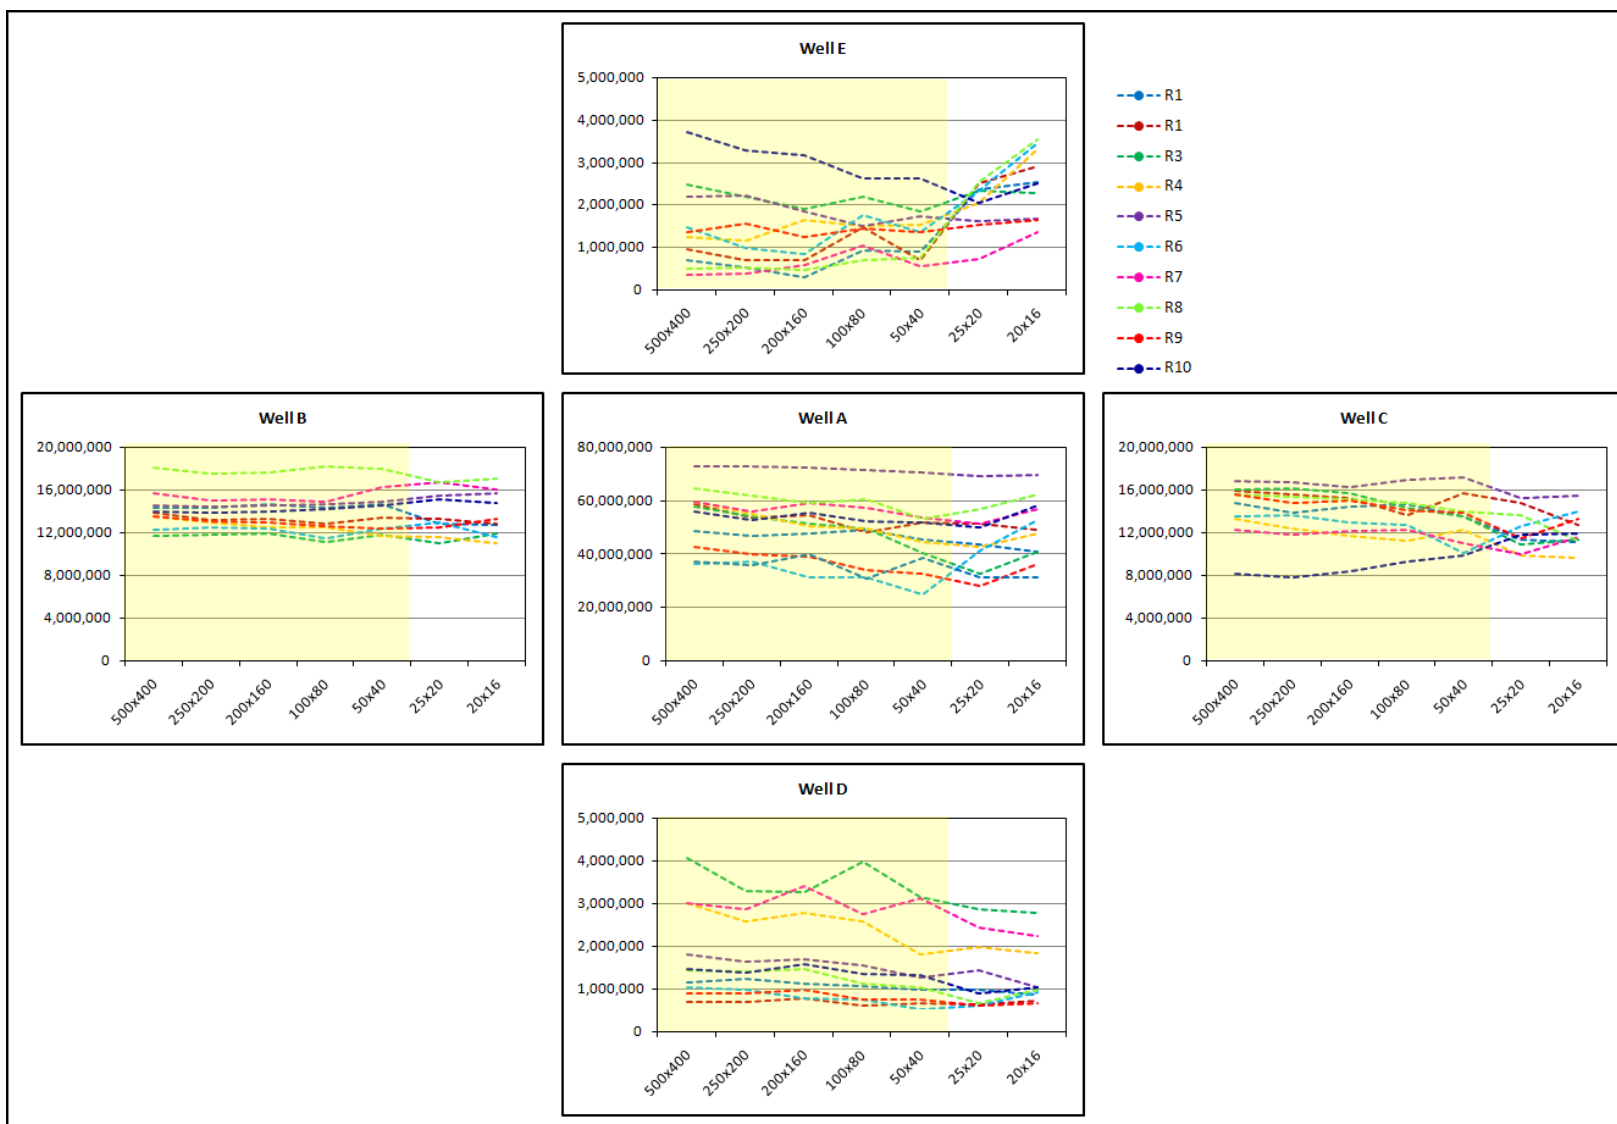 Well E
5,000,000
4,000,000
3,000,000
2,000,000
1,000,000
0
500x400
250x200
200x160
100x80
50x40
25x20
20x16
R1
R1
R3
R4
R5
R6
R7
R8
R9
R10
Well B
20,000,000
16,000,000
12,000,000
8,000,000
4,000,000
0
500x400
250x200
200x160
100x80
50x40
25x20
20x16
Well A
80,000,000
60,000,000
40,000,000
20,000,000
0
500x400
250x200
200x160
100x80
50x40
25x20
20x16
Well C
20,000,000
16,000,000
12,000,000
8,000,000
4,000,000
0
500x400
250x200
200x160
100x80
50x40
25x20
20x16
Well D
5,000,000
4,000,000
3,000,000
2,000,000
1,000,000
0
500x400
250x200
200x160
100x80
50x40
25x20
20x16